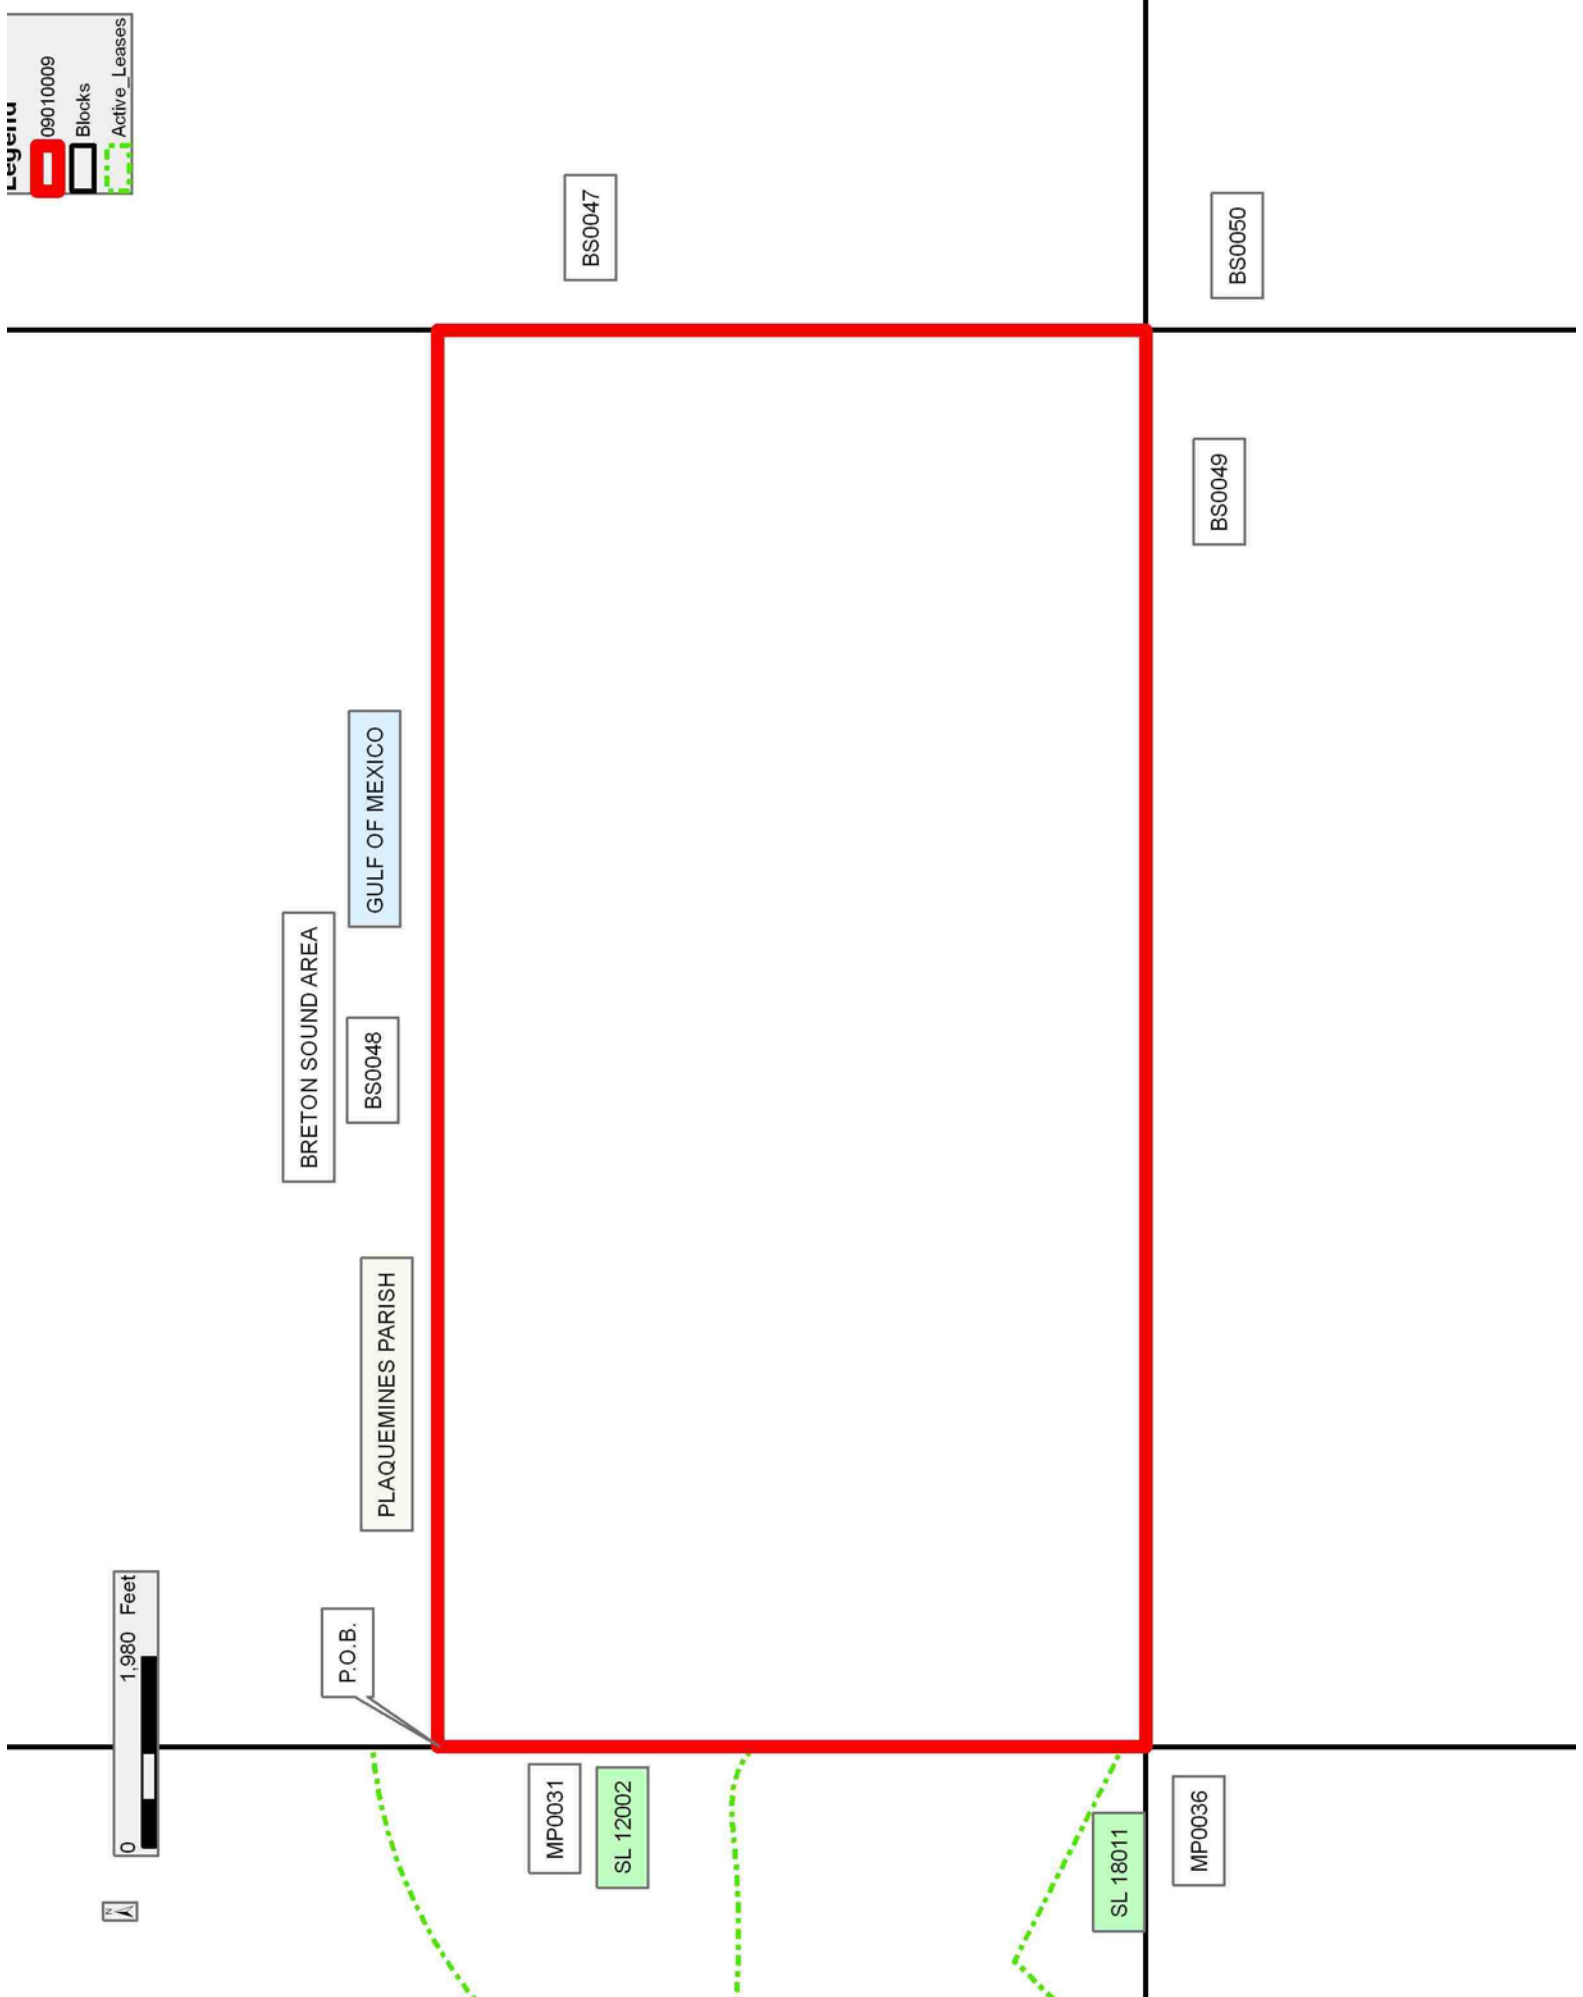 N
0 1,980 Feet
Legend
09010009
Blocks
Active_Leases
BRETON SOUND AREA
P.O.B.
PLAQUEMINES PARISH
BS0048
GULF OF MEXICO
MP0031
SL 12002
BS0047
SL 18011
MP0036
BS0049
BS0050